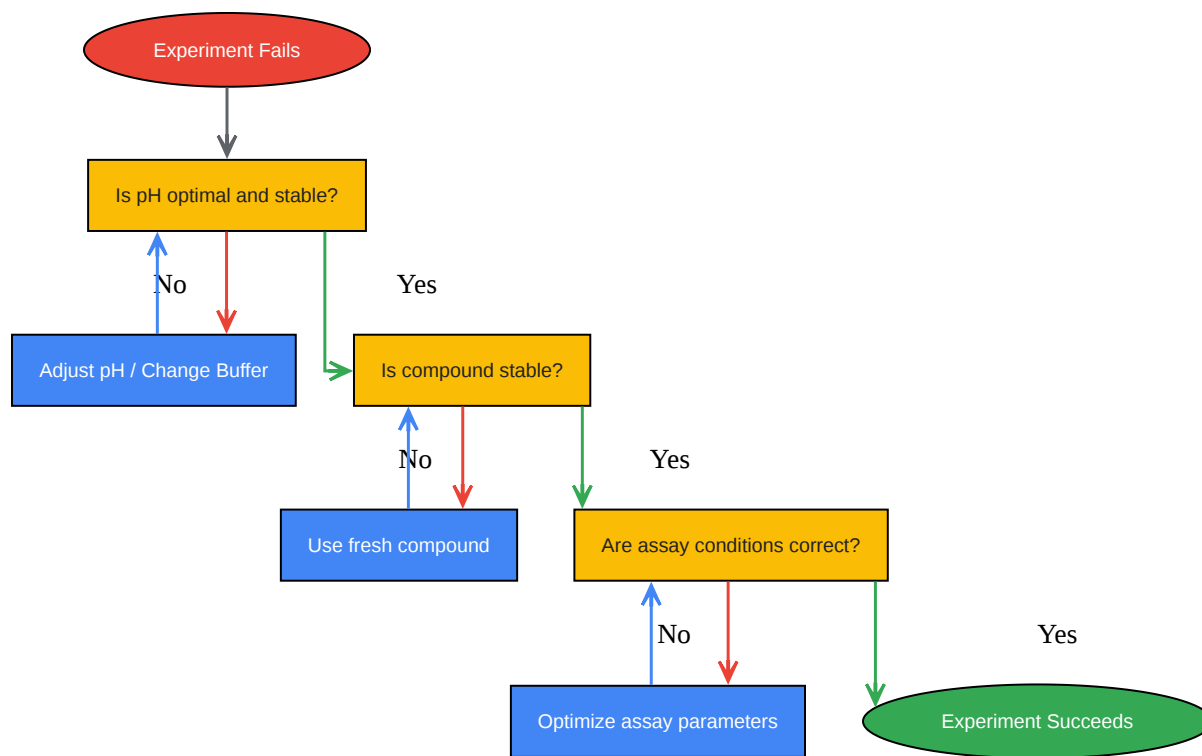 Experiment Fails
Is pH optimal and stable?
No
Yes
Adjust pH / Change Buffer
Is compound stable?
No
Yes
Use fresh compound
Are assay conditions correct?
No
Yes
Optimize assay parameters
Experiment Succeeds